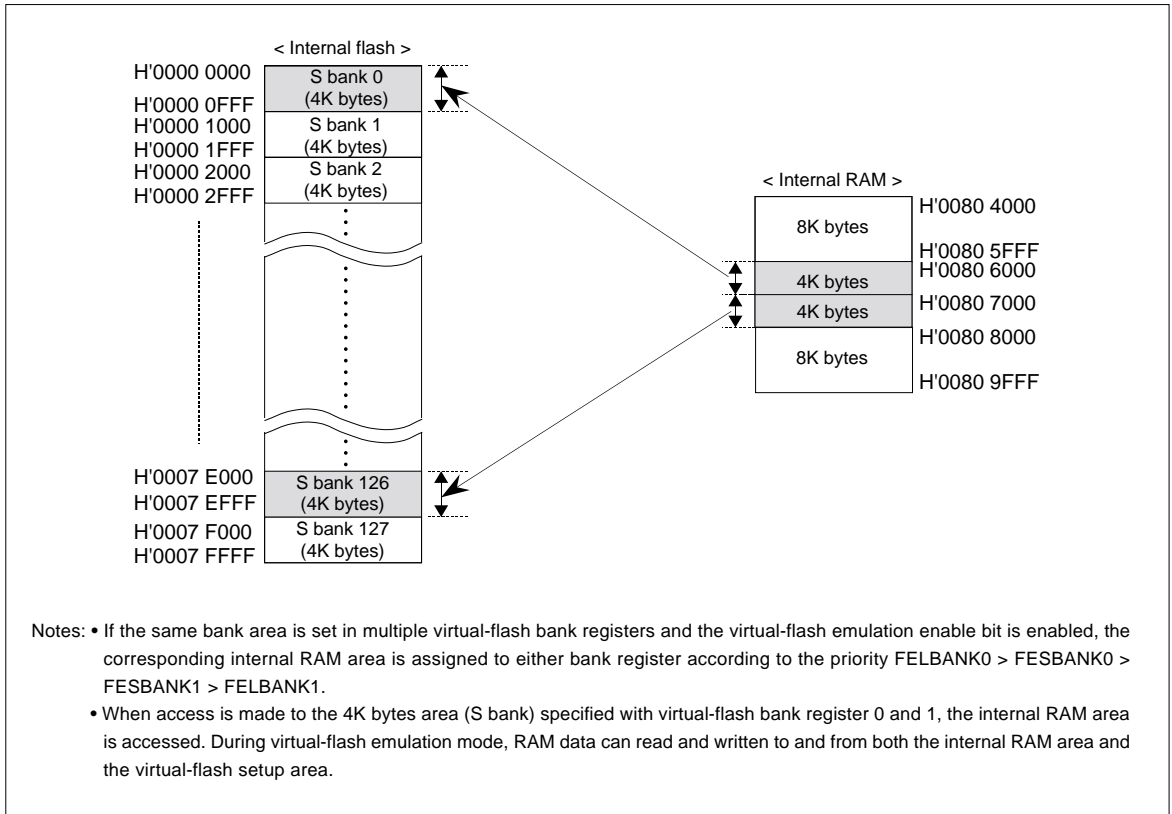 < Internal flash >
H'0000 0000
S bank 0
(4K bytes)
H'0000 0FFF
H'0000 1000
S bank 1
(4K bytes)
H'0000 1FFF
H'0000 2000
S bank 2
(4K bytes)
H'0000 2FFF
H'0007 E000
S bank 126
(4K bytes)
H'0007 EFFF
H'0007 F000
S bank 127
(4K bytes)
H'0007 FFFF
< Internal RAM >
H'0080 4000
8K bytes
H'0080 5FFF
H'0080 6000
4K bytes
H'0080 7000
4K bytes
H'0080 8000
8K bytes
H'0080 9FFF
Notes: • If the same bank area is set in multiple virtual-flash bank registers and the virtual-flash emulation enable bit is enabled, the
corresponding internal RAM area is assigned to either bank register according to the priority FELBANK0 > FESBANK0 >
FESBANK1 > FELBANK1.
• When access is made to the 4K bytes area (S bank) specified with virtual-flash bank register 0 and 1, the internal RAM area
is accessed. During virtual-flash emulation mode, RAM data can read and written to and from both the internal RAM area and
the virtual-flash setup area.